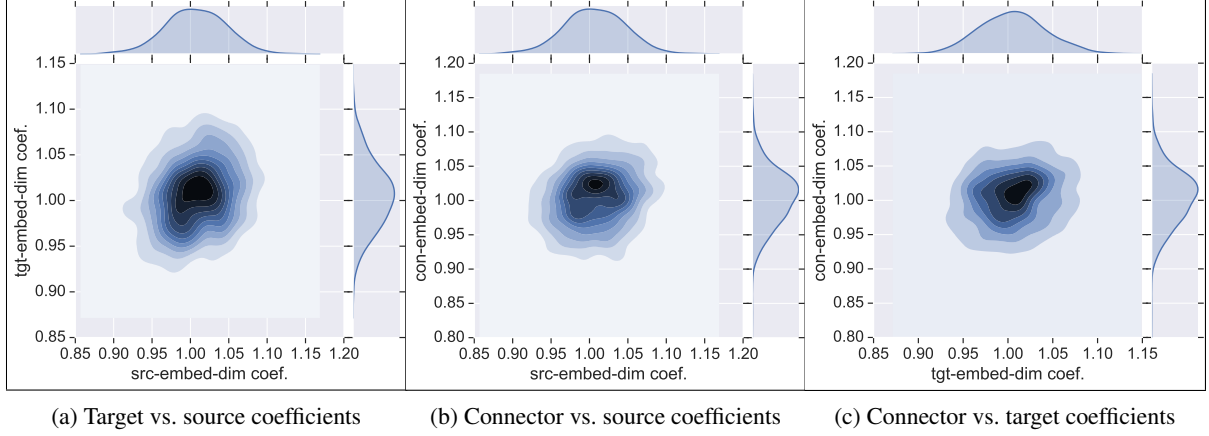 1.15
1.10
1.05
1.00
0.95
0.90
0.85
tgt-embed-dim coef.
0.85 0.90 0.95 1.00 1.05 1.10 1.15 1.20
src-embed-dim coef.
(a) Target vs. source coefficients
1.20
1.15
1.10
1.05
1.00
0.95
0.90
0.85
0.80
con-embed-dim coef.
0.85 0.90 0.95 1.00 1.05 1.10 1.15 1.20
src-embed-dim coef.
(b) Connector vs. source coefficients
1.20
1.15
1.10
1.05
1.00
0.95
0.90
0.85
0.80
con-embed-dim coef.
0.85 0.90 0.95 1.00 1.05 1.10 1.15
tgt-embed-dim coef.
(c) Connector vs. target coefficients